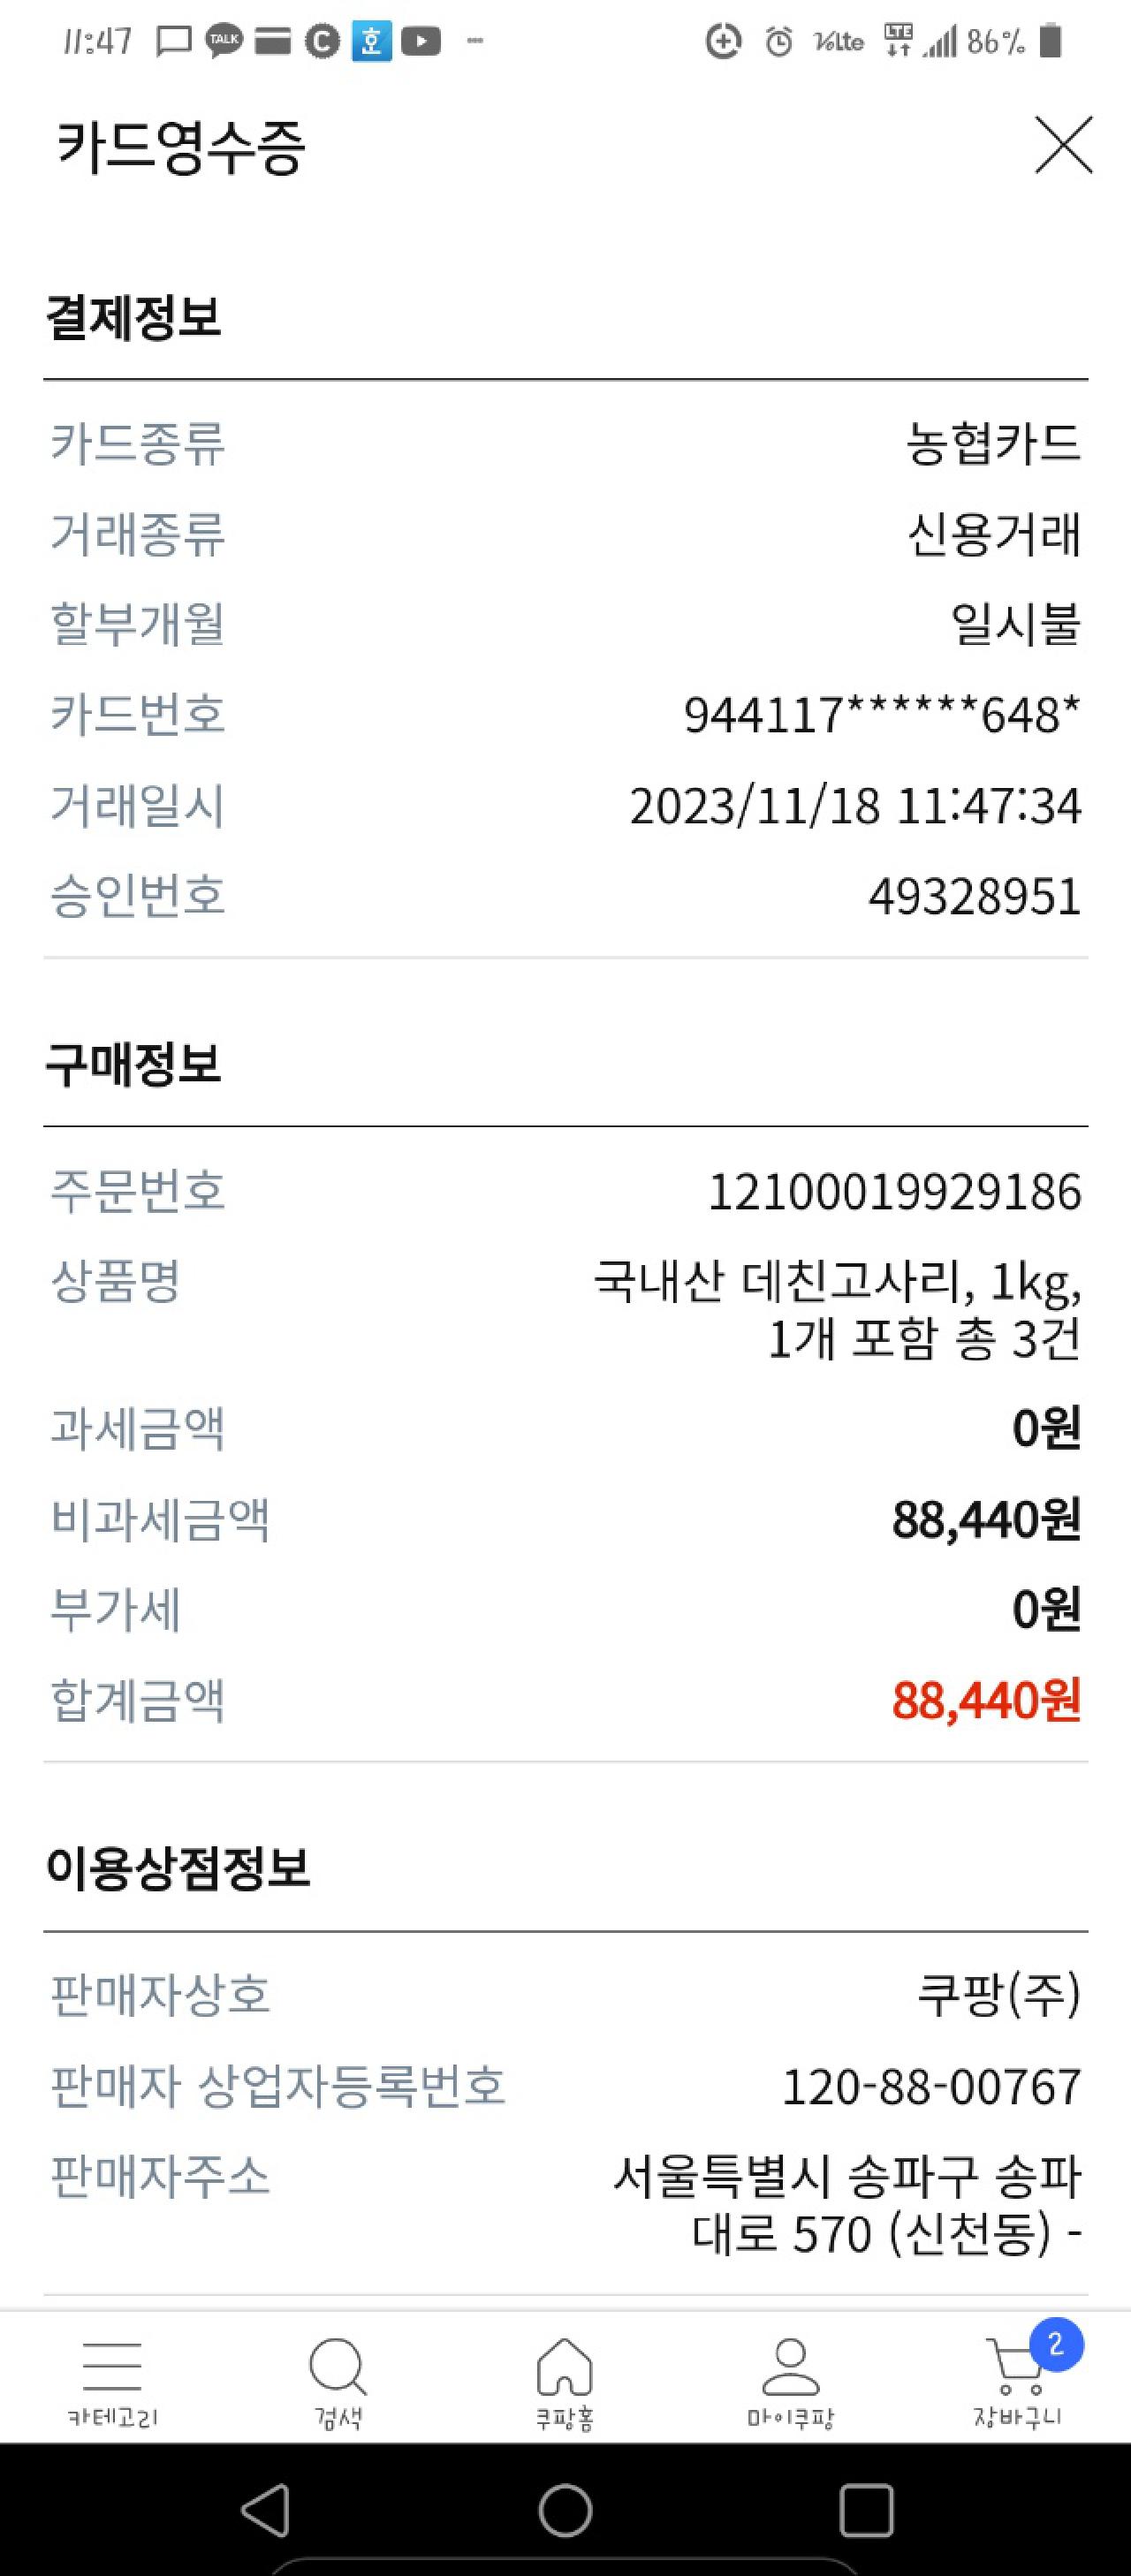 11:47 TALK C 호 VoLTE LTE 86%
카드영수증
결제정보
카드종류 농협카드
거래종류 신용거래
할부개월 일시불
카드번호 944117******648*
거래일시 2023/11/18 11:47:34
승인번호 49328951
구매정보
주문번호 12100019929186
상품명 국내산 데친고사리, 1kg,
1개 포함 총 3건
과세금액 0원
비과세금액 88,440원
부가세 0원
합계금액 88,440원
이용상점정보
판매자상호 쿠팡(주)
판매자 상업자등록번호 120-88-00767
판매자주소 서울특별시 송파구 송파
대로 570 (신천동) -
2
카테고리 검색 쿠팡홈 마이쿠팡 장바구니